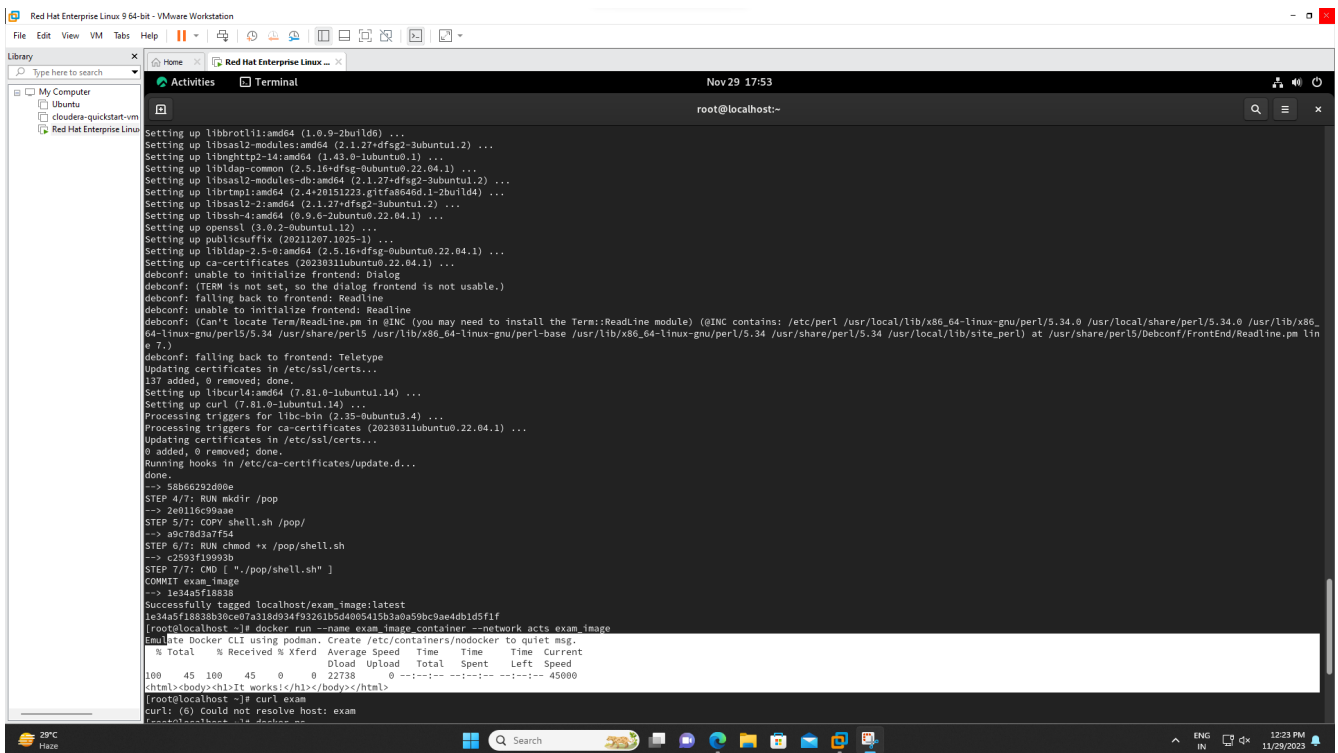 Red Hat Enterprise Linux 9 64-bit - VMware Workstation
File Edit View VM Tabs Help
Library
Type here to search
My Computer
Ubuntu
cloudera-quickstart-vm
Red Hat Enterprise Linu
Home
Red Hat Enterprise Linux ...
Activities Terminal Nov 29 17:53
root@localhost:~
Setting up libbrotli1:amd64 (1.0.9-2build6) ...
Setting up libsasl2-modules:amd64 (2.1.27+dfsg2-3ubuntu1.2) ...
Setting up libnghttp2-14:amd64 (1.43.0-1ubuntu0.1) ...
Setting up libldap-common (2.5.16+dfsg-0ubuntu0.22.04.1) ...
Setting up libsasl2-modules-db:amd64 (2.1.27+dfsg2-3ubuntu1.2) ...
Setting up librtmp1:amd64 (2.4+20151223.gitfa8646d.1-2build4) ...
Setting up libsasl2-2:amd64 (2.1.27+dfsg2-3ubuntu1.2) ...
Setting up libssh-4:amd64 (0.9.6-2ubuntu0.22.04.1) ...
Setting up openssl (3.0.2-0ubuntu1.12) ...
Setting up publicsuffix (20211207.1025-1) ...
Setting up libldap-2.5-0:amd64 (2.5.16+dfsg-0ubuntu0.22.04.1) ...
Setting up ca-certificates (20230311ubuntu0.22.04.1) ...
debconf: unable to initialize frontend: Dialog
debconf: (TERM is not set, so the dialog frontend is not usable.)
debconf: falling back to frontend: Readline
debconf: unable to initialize frontend: Readline
debconf: (Can't locate Term/ReadLine.pm in @INC (you may need to install the Term::ReadLine module) (@INC contains: /etc/perl /usr/local/lib/x86_64-linux-gnu/perl/5.34.0 /usr/local/share/perl/5.34.0 /usr/lib/x86_
64-linux-gnu/perl5/5.34 /usr/share/perl5 /usr/lib/x86_64-linux-gnu/perl-base /usr/lib/x86_64-linux-gnu/perl/5.34 /usr/share/perl/5.34 /usr/local/lib/site_perl) at /usr/share/perl5/Debconf/FrontEnd/Readline.pm lin
e 7.)
debconf: falling back to frontend: Teletype
Updating certificates in /etc/ssl/certs...
137 added, 0 removed; done.
Setting up libcurl4:amd64 (7.81.0-1ubuntu1.14) ...
Setting up curl (7.81.0-1ubuntu1.14) ...
Processing triggers for libc-bin (2.35-0ubuntu3.4) ...
Processing triggers for ca-certificates (20230311ubuntu0.22.04.1) ...
Updating certificates in /etc/ssl/certs...
0 added, 0 removed; done.
Running hooks in /etc/ca-certificates/update.d...
done.
--> 58b66292d00e
STEP 4/7: RUN mkdir /pop
--> 2e0116c99aae
STEP 5/7: COPY shell.sh /pop/
--> a9c78d3a7f54
STEP 6/7: RUN chmod +x /pop/shell.sh
--> c2593f19993b
STEP 7/7: CMD [ "./pop/shell.sh" ]
COMMIT exam_image
--> 1e34a5f18838
Successfully tagged localhost/exam_image:latest
1e34a5f18838b30ce07a318d934f93261b5d4005415b3a0a59bc9ae4db1d5f1f
[root@localhost ~]# docker run --name exam_image_container --network acts exam_image
Emulate Docker CLI using podman. Create /etc/containers/nodocker to quiet msg.
% Total % Received % Xferd Average Speed Time Time Time Current
Dload Upload Total Spent Left Speed
100 45 100 45 0 0 22738 0 --:--:-- --:--:-- --:--:-- 45000
<html><body><h1>It works!</h1></body></html>
[root@localhost ~]# curl exam
curl: (6) Could not resolve host: exam
[root@localhost ~]# docker ps
29°C
Haze
Search
ENG
IN
12:23 PM
11/29/2023